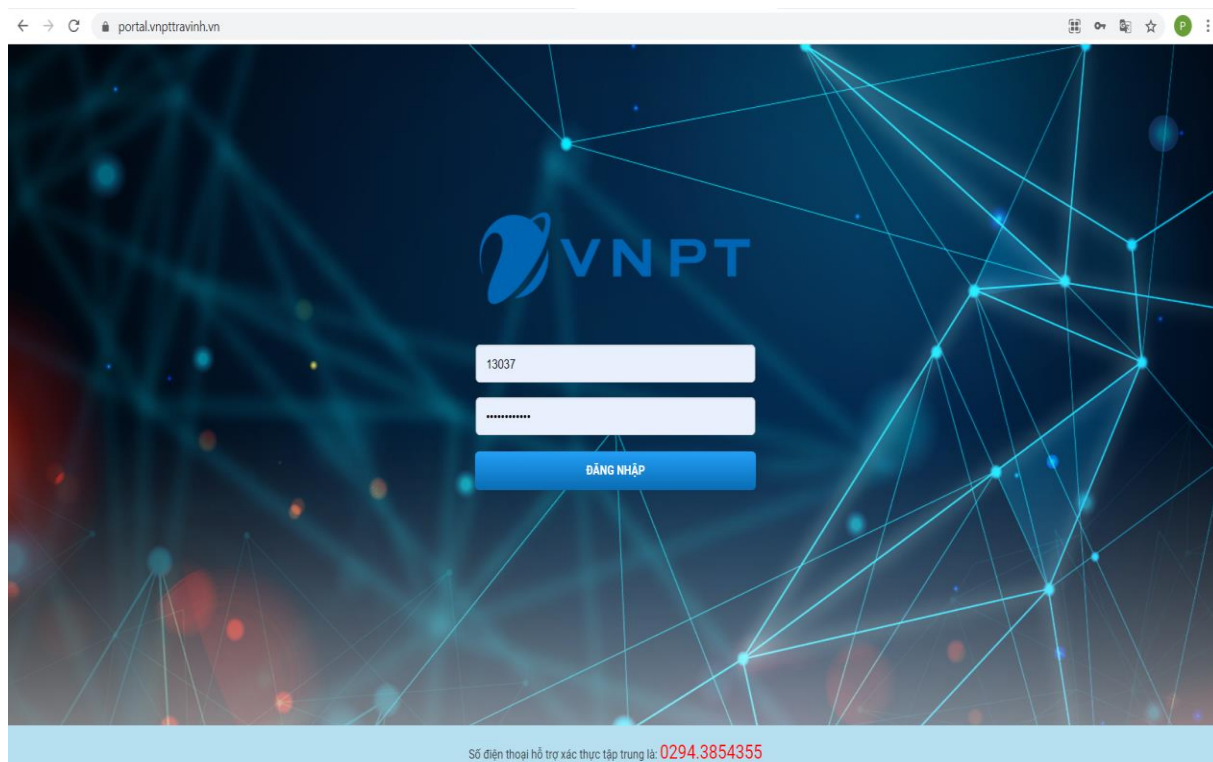 portal.vnpttravinh.vn
P
VNPT
13037
••••••••••••
ĐĂNG NHẬP
Số điện thoại hỗ trợ xác thực tập trung là: 0294.3854355